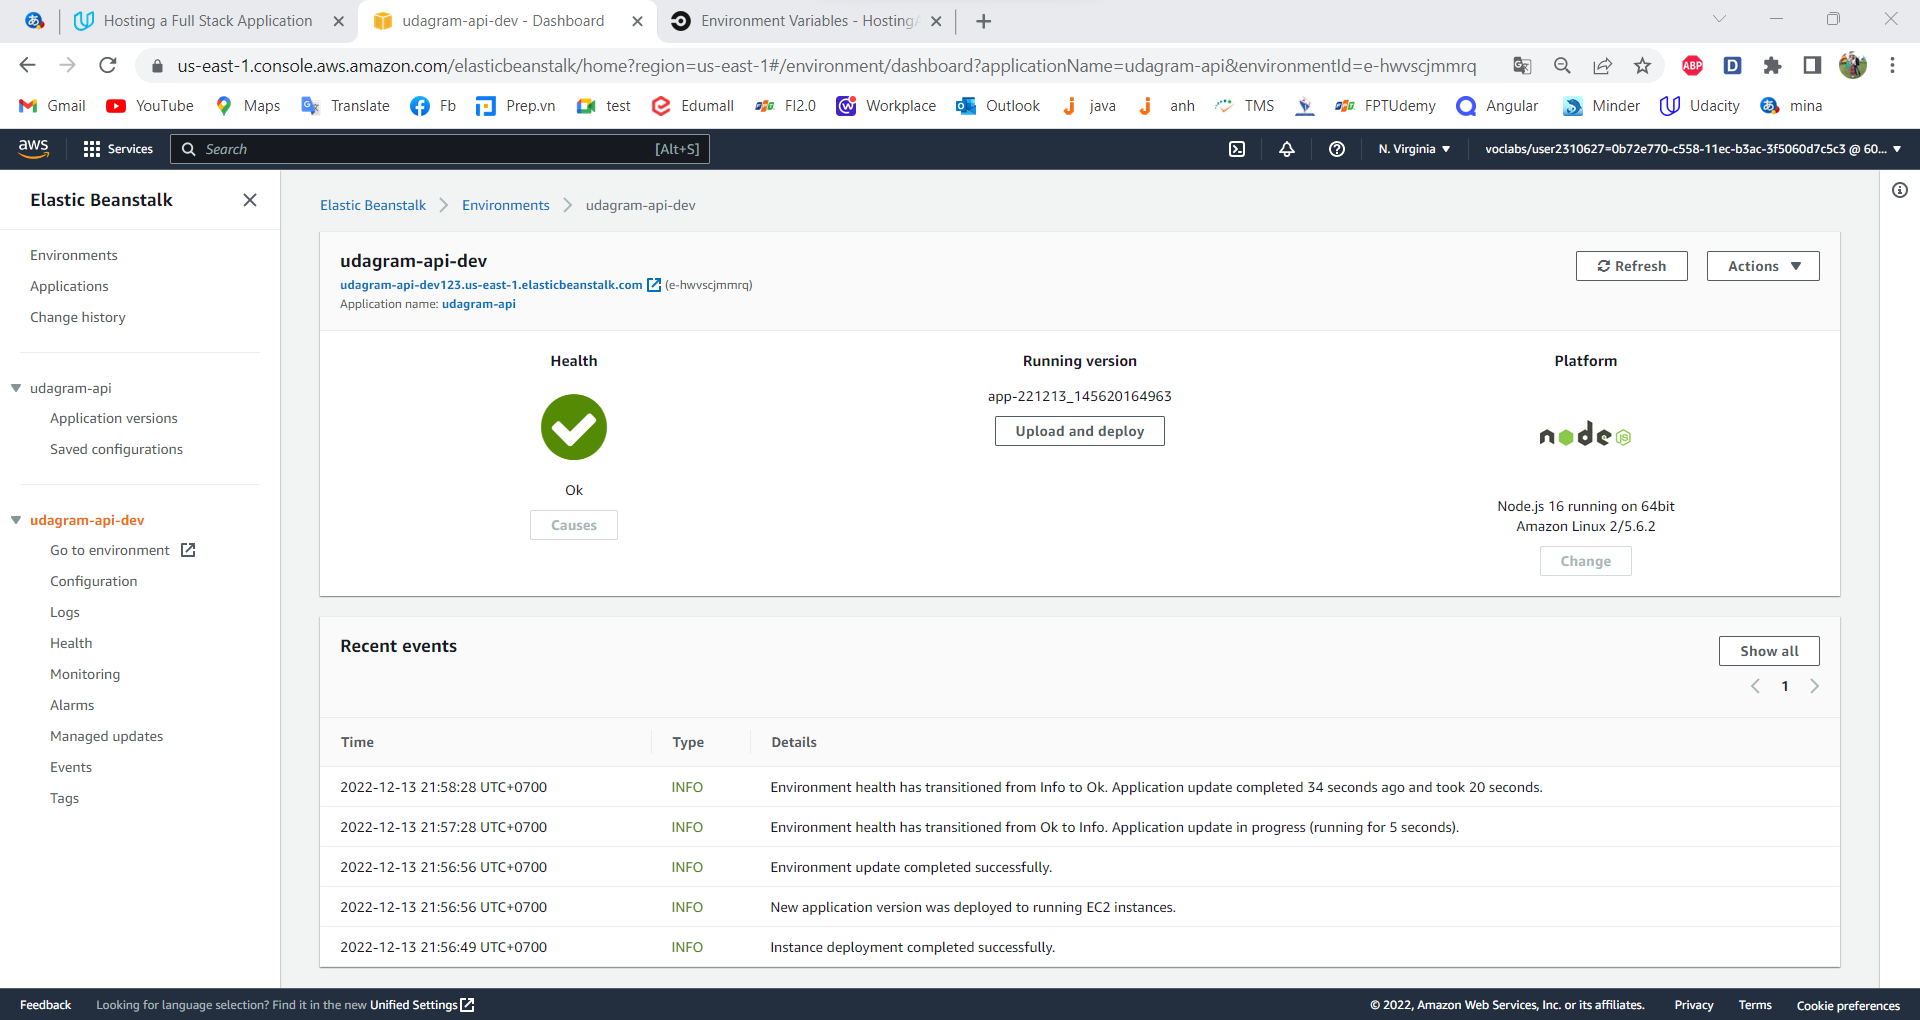 Hosting a Full Stack Application
udagram-api-dev - Dashboard
Environment Variables - Hosting
us-east-1.console.aws.amazon.com/elasticbeanstalk/home?region=us-east-1#/environment/dashboard?applicationName=udagram-api&environmentId=e-hwvscjmmrq
ABP
D
Gmail
YouTube
Maps
Translate
Fb
Prep.vn
test
Edumall
FI2.0
Workplace
Outlook
java
anh
TMS
FPTUdemy
Angular
Minder
Udacity
mina
aws
Services
Search
[Alt+S]
N. Virginia
voclabs/user2310627=0b72e770-c558-11ec-b3ac-3f5060d7c5c3 @ 60...
Elastic Beanstalk
Environments
Applications
Change history
udagram-api
Application versions
Saved configurations
udagram-api-dev
Go to environment
Configuration
Logs
Health
Monitoring
Alarms
Managed updates
Events
Tags
Elastic Beanstalk > Environments > udagram-api-dev
udagram-api-dev
udagram-api-dev123.us-east-1.elasticbeanstalk.com (e-hwvscjmmrq)
Application name: udagram-api
Refresh
Actions
Health
Ok
Causes
Running version
app-221213_145620164963
Upload and deploy
Platform
node JS
Node.js 16 running on 64bit
Amazon Linux 2/5.6.2
Change
Recent events
Show all
1
Time Type Details
2022-12-13 21:58:28 UTC+0700 INFO Environment health has transitioned from Info to Ok. Application update completed 34 seconds ago and took 20 seconds.
2022-12-13 21:57:28 UTC+0700 INFO Environment health has transitioned from Ok to Info. Application update in progress (running for 5 seconds).
2022-12-13 21:56:56 UTC+0700 INFO Environment update completed successfully.
2022-12-13 21:56:56 UTC+0700 INFO New application version was deployed to running EC2 instances.
2022-12-13 21:56:49 UTC+0700 INFO Instance deployment completed successfully.
Feedback
Looking for language selection? Find it in the new Unified Settings
© 2022, Amazon Web Services, Inc. or its affiliates.
Privacy
Terms
Cookie preferences